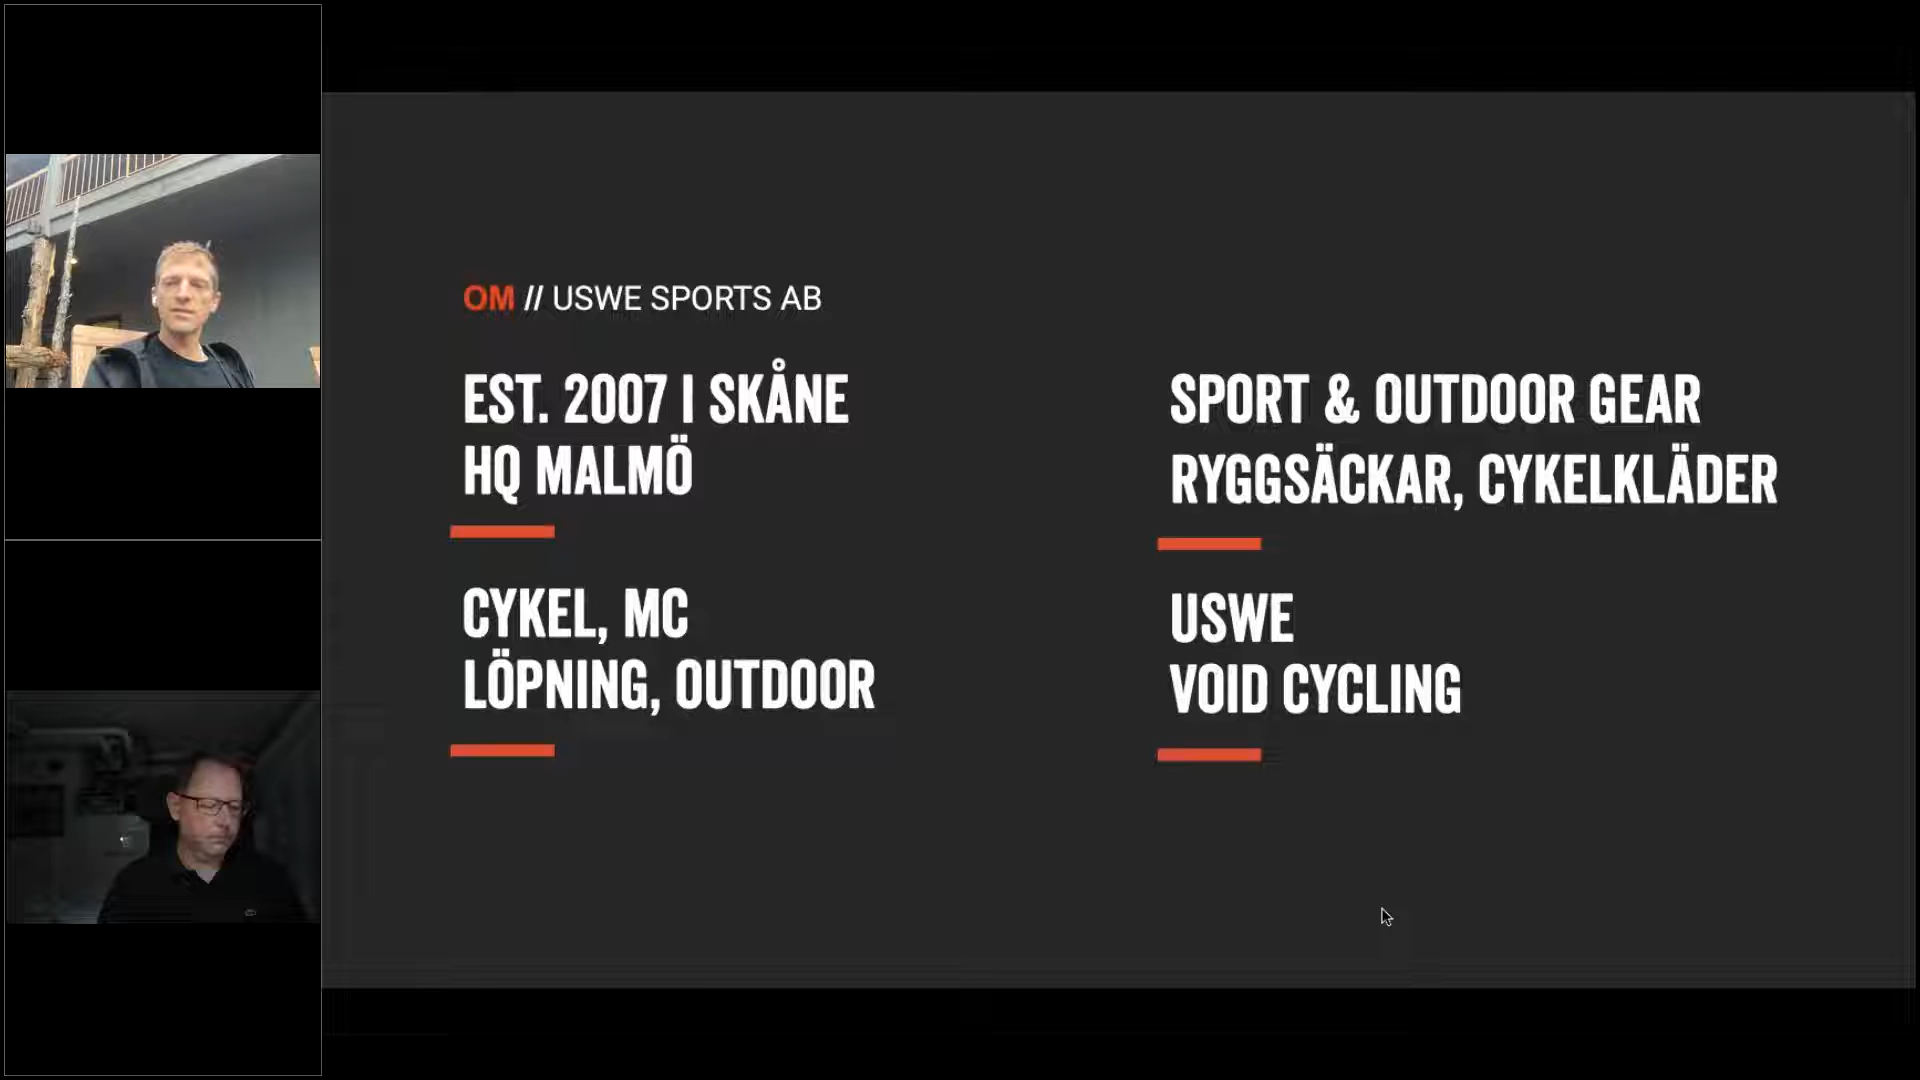 OM // USWE SPORTS AB
EST. 2007 I SKÅNE
HQ MALMÖ
SPORT & OUTDOOR GEAR
RYGGSÄCKAR, CYKELKLÄDER
CYKEL, MC
LÖPNING, OUTDOOR
USWE
VOID CYCLING